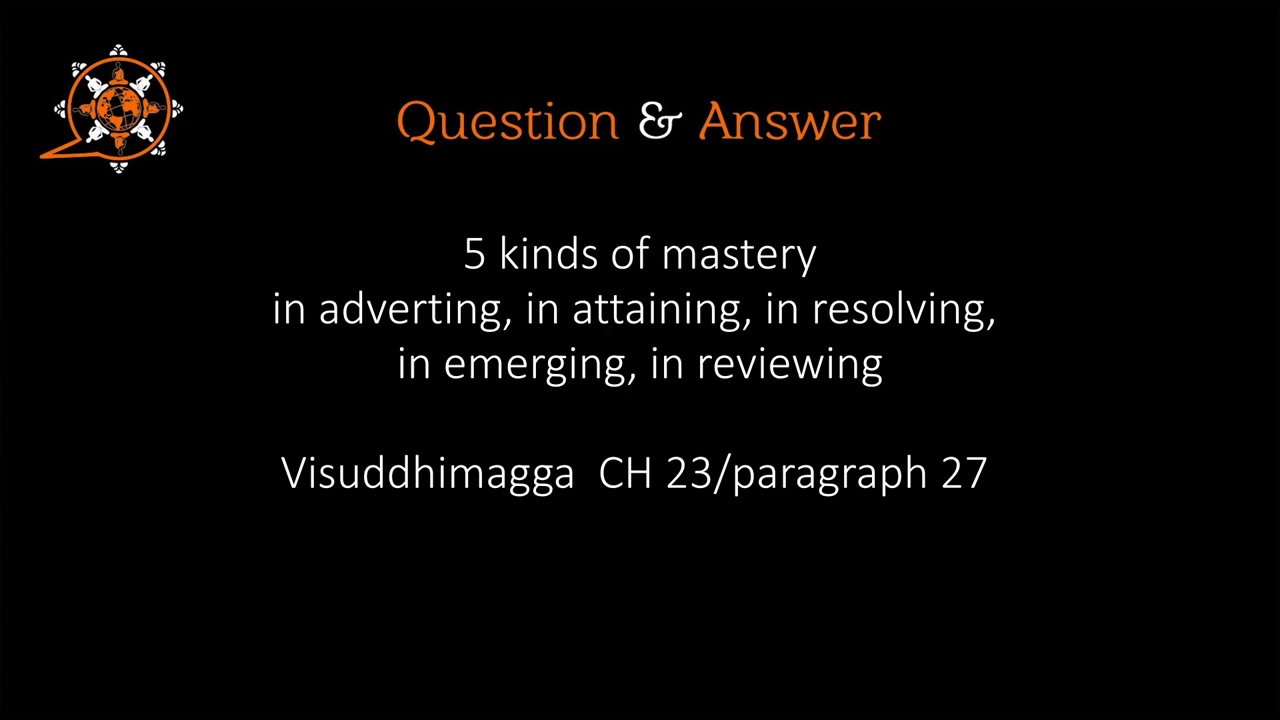 Question & Answer
5 kinds of mastery
in adverting, in attaining, in resolving,
in emerging, in reviewing
Visuddhimagga CH 23/paragraph 27